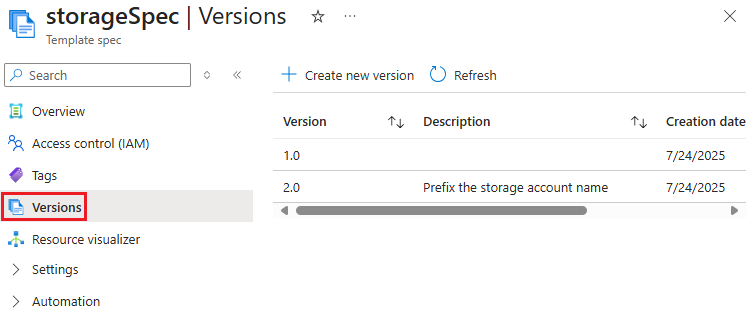 storageSpec | Versions
Template spec
Search
Create new version
Refresh
Overview
Access control (IAM)
Tags
Versions
Resource visualizer
Settings
Automation
Version Description Creation date
1.0 7/24/2025
2.0 Prefix the storage account name 7/24/2025